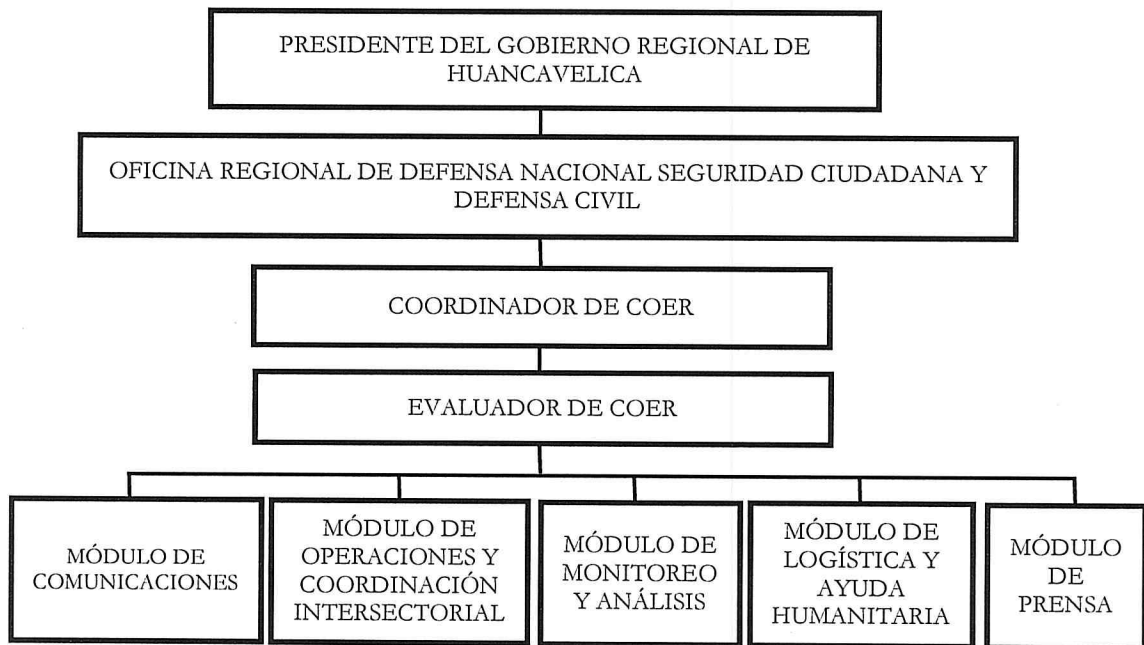 PRESIDENTE DEL GOBIERNO REGIONAL DE
HUANCAVELICA
OFICINA REGIONAL DE DEFENSA NACIONAL SEGURIDAD CIUDADANA Y
DEFENSA CIVIL
COORDINADOR DE COER
EVALUADOR DE COER
MÓDULO DE
COMUNICACIONES
MÓDULO DE
OPERACIONES Y
COORDINACIÓN
INTERSECTORIAL
MÓDULO DE
MONITOREO
Y ANÁLISIS
MÓDULO DE
LOGÍSTICA Y
AYUDA
HUMANITARIA
MÓDULO
DE
PRENSA